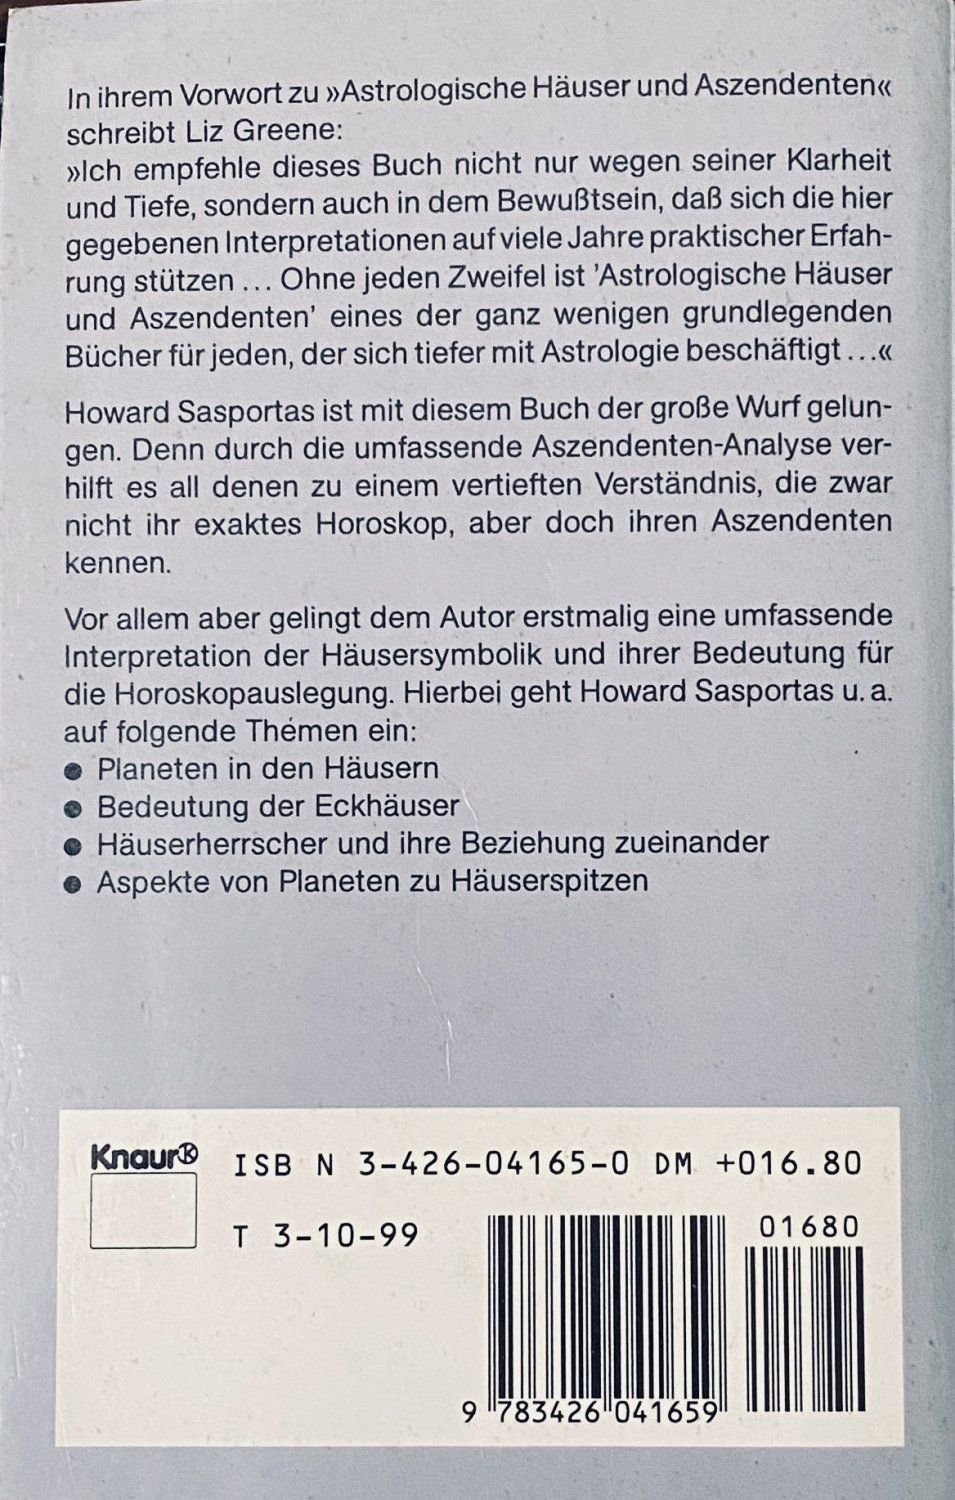 In ihrem Vorwort zu »Astrologische Häuser und Aszendenten«
schreibt Liz Greene:
»Ich empfehle dieses Buch nicht nur wegen seiner Klarheit
und Tiefe, sondern auch in dem Bewußtsein, daß sich die hier
gegebenen Interpretationen auf viele Jahre praktischer Erfah-
rung stützen ... Ohne jeden Zweifel ist 'Astrologische Häuser
und Aszendenten' eines der ganz wenigen grundlegenden
Bücher für jeden, der sich tiefer mit Astrologie beschäftigt ...«
Howard Sasportas ist mit diesem Buch der große Wurf gelun-
gen. Denn durch die umfassende Aszendenten-Analyse ver-
hilft es all denen zu einem vertieften Verständnis, die zwar
nicht ihr exaktes Horoskop, aber doch ihren Aszendenten
kennen.
Vor allem aber gelingt dem Autor erstmalig eine umfassende
Interpretation der Häusersymbolik und ihrer Bedeutung für
die Horoskopauslegung. Hierbei geht Howard Sasportas u. a.
auf folgende Themen ein:
● Planeten in den Häusern
● Bedeutung der Eckhäuser
● Häuserherrscher und ihre Beziehung zueinander
● Aspekte von Planeten zu Häuserspitzen
Knaur®
ISB N 3-426-04165-0 DM +016.80
T 3-10-99
01680
9 783426 041659